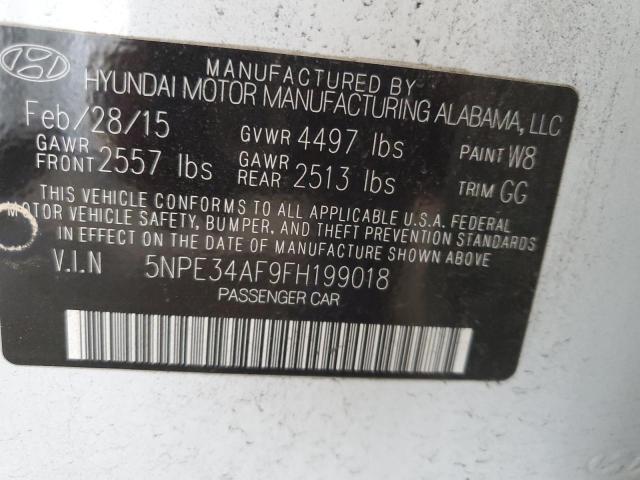 MANUFACTURED BY
HYUNDAI MOTOR MANUFACTURING ALABAMA, LLC
Feb/28/15 GVWR 4497 lbs PAINT W8
GAWR FRONT 2557 lbs GAWR REAR 2513 lbs TRIM GG
THIS VEHICLE CONFORMS TO ALL APPLICABLE U.S.A. FEDERAL
MOTOR VEHICLE SAFETY, BUMPER, AND THEFT PREVENTION
STANDARDS IN EFFECT ON THE DATE OF MANUFACTURE SHOWN ABOVE
V.I.N 5NPE34AF9FH199018
PASSENGER CAR